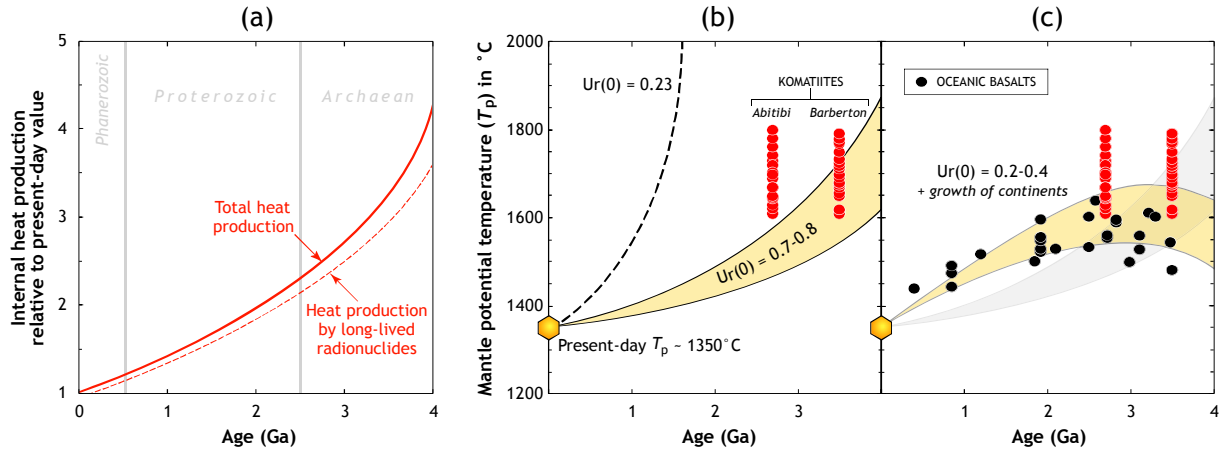 (a)
Internal heat production
relative to present-day value
5
4
3
2
1
Phanerozoic
Proterozoic
Archaean
Total heat
production
Heat production
by long-lived
radionuclides
0
1
2
3
4
Age (Ga)
(b)
Mantle potential temperature (Tp) in °C
2000
1800
1600
1400
1200
Ur(0) = 0.23
KOMATIITES
Abitibi
Barberton
Ur(0) = 0.7-0.8
Present-day Tp ~ 1350°C
0
1
2
3
Age (Ga)
(c)
OCEANIC BASALTS
Ur(0) = 0.2-0.4
+ growth of continents
1
2
3
4
Age (Ga)